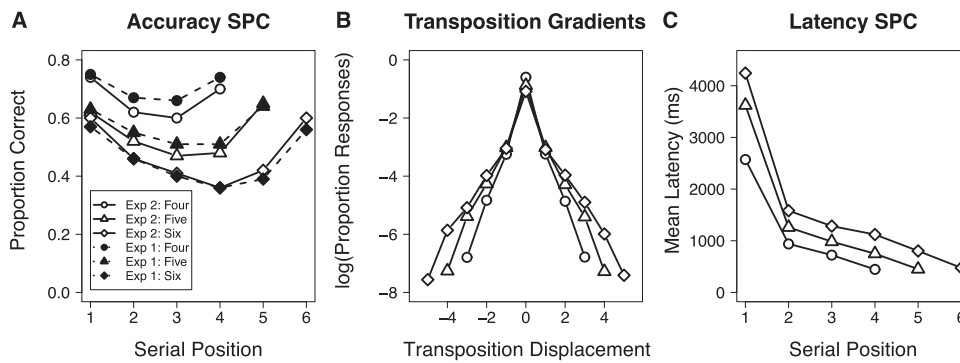 A Accuracy SPC
Proportion Correct
0.8
0.6
0.4
0.2
0.0
Exp 2: Four
Exp 2: Five
Exp 2: Six
Exp 1: Four
Exp 1: Five
Exp 1: Six
1 2 3 4 5 6
Serial Position
B Transposition Gradients
log(Proportion Responses)
0
−2
−4
−6
−8
−4 −2 0 2 4
Transposition Displacement
C Latency SPC
Mean Latency (ms)
4000
3000
2000
1000
0
1 2 3 4 5 6
Serial Position